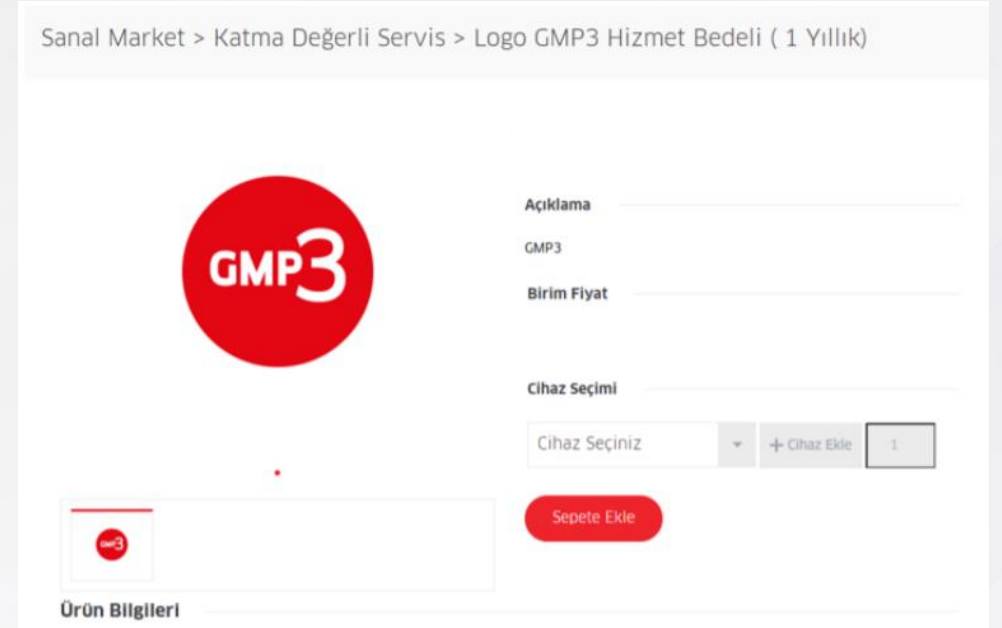 Sanal Market > Katma Değerli Servis > Logo GMP3 Hizmet Bedeli ( 1 Yıllık)
GMP3
Açıklama
GMP3
Birim Fiyat
Cihaz Seçimi
Cihaz Seçiniz
+ Cihaz Ekle
1
Sepete Ekle
GMP3
Ürün Bilgileri